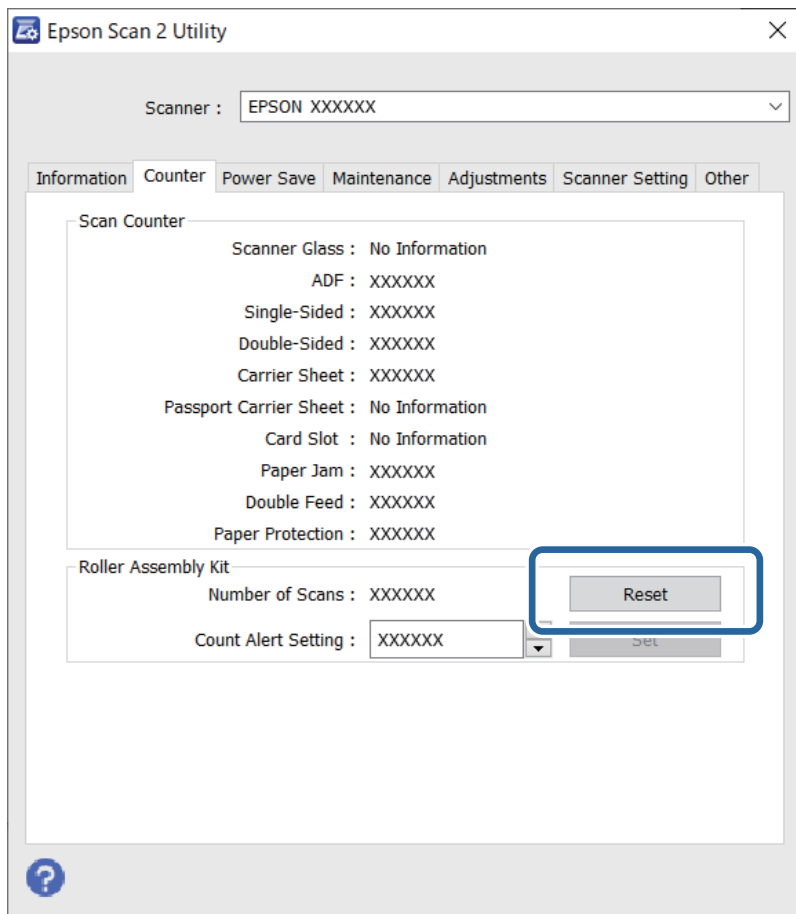 Epson Scan 2 Utility
Scanner : EPSON XXXXXX
Information Counter Power Save Maintenance Adjustments Scanner Setting Other
Scan Counter
Scanner Glass : No Information
ADF : XXXXXX
Single-Sided : XXXXXX
Double-Sided : XXXXXX
Carrier Sheet : XXXXXX
Passport Carrier Sheet : No Information
Card Slot : No Information
Paper Jam : XXXXXX
Double Feed : XXXXXX
Paper Protection : XXXXXX
Roller Assembly Kit
Number of Scans : XXXXXX Reset
Count Alert Setting : XXXXXX Set
?